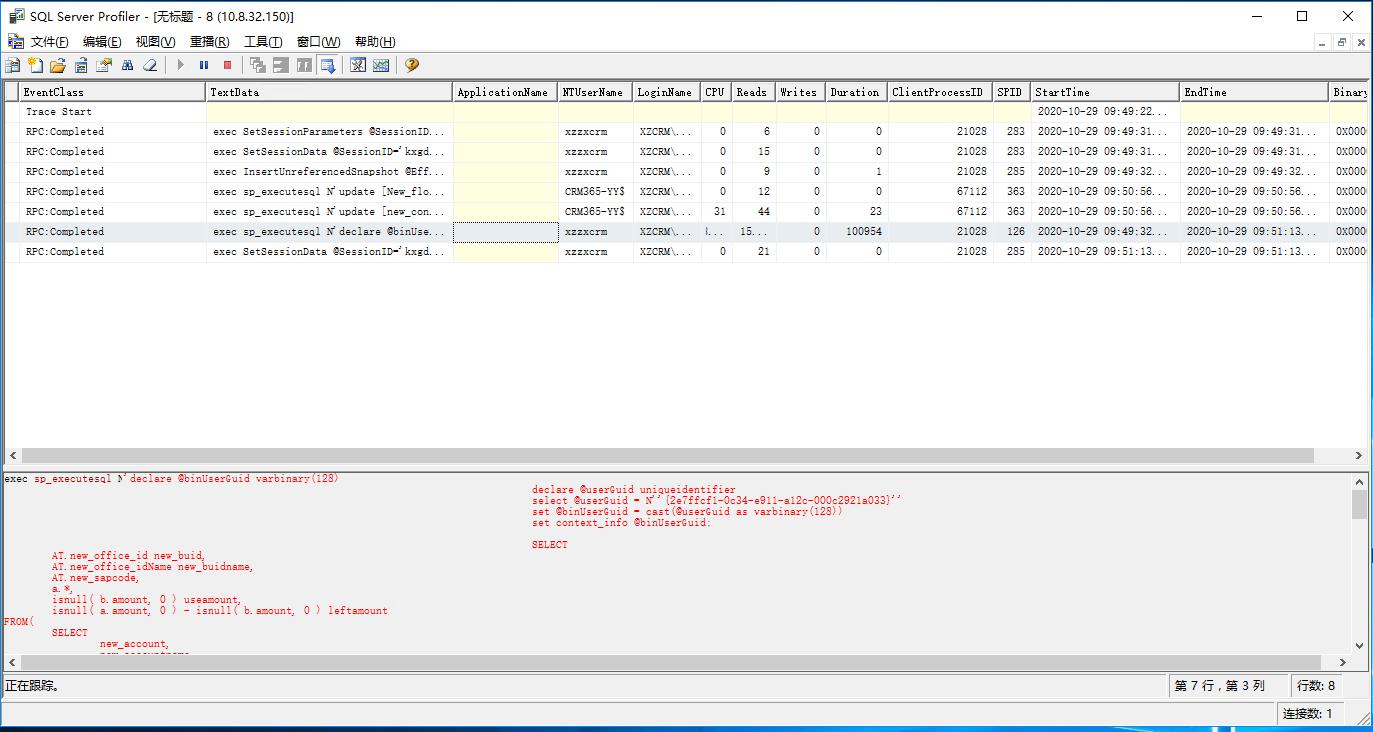 SQL Server Profiler - [无标题 - 8 (10.8.32.150)]
文件(F) 编辑(E) 视图(V) 重播(R) 工具(T) 窗口(W) 帮助(H)
EventClass TextData ApplicationName NTUserName LoginName CPU Reads Writes Duration ClientProcessID SPID StartTime EndTime Binary
Trace Start 2020-10-29 09:49:22...
RPC:Completed exec SetSessionParameters @SessionID... xzzxcrm XZCRM\... 0 6 0 0 21028 283 2020-10-29 09:49:31... 2020-10-29 09:49:31... 0X000
RPC:Completed exec SetSessionData @SessionID='kxgd... xzzxcrm XZCRM\... 0 15 0 0 21028 283 2020-10-29 09:49:31... 2020-10-29 09:49:31... 0X000
RPC:Completed exec InsertUnreferencedSnapshot @Eff... xzzxcrm XZCRM\... 0 9 0 1 21028 285 2020-10-29 09:49:32... 2020-10-29 09:49:32... 0X000
RPC:Completed exec sp_executesql N'update [New_flo... CRM365-YY$ XZCRM\... 0 12 0 0 67112 363 2020-10-29 09:50:56... 2020-10-29 09:50:56... 0X000
RPC:Completed exec sp_executesql N'update [new_con... CRM365-YY$ XZCRM\... 31 44 0 23 67112 363 2020-10-29 09:50:56... 2020-10-29 09:50:56... 0X000
RPC:Completed exec sp_executesql N'declare @binUse... xzzxcrm XZCRM\... ... 15... 0 100954 21028 126 2020-10-29 09:49:32... 2020-10-29 09:51:13... 0X000
RPC:Completed exec SetSessionData @SessionID='kxgd... xzzxcrm XZCRM\... 0 21 0 0 21028 285 2020-10-29 09:51:13... 2020-10-29 09:51:13... 0X000
exec sp_executesql N'declare @binUserGuid varbinary(128)
declare @userGuid uniqueidentifier
select @userGuid = N''{2e7ffcf1-0c34-e911-a12c-000c2921a033}''
set @binUserGuid = cast(@userGuid as varbinary(128))
set context_info @binUserGuid;
SELECT
AT.new_office_id new_buid,
AT.new_office_idName new_buidname,
AT.new_sapcode,
a.*,
isnull( b.amount, 0 ) useamount,
isnull( a.amount, 0 ) - isnull( b.amount, 0 ) leftamount
FROM(
SELECT
new_account,
正在跟踪。
第 7 行，第 3 列 行数: 8
连接数: 1